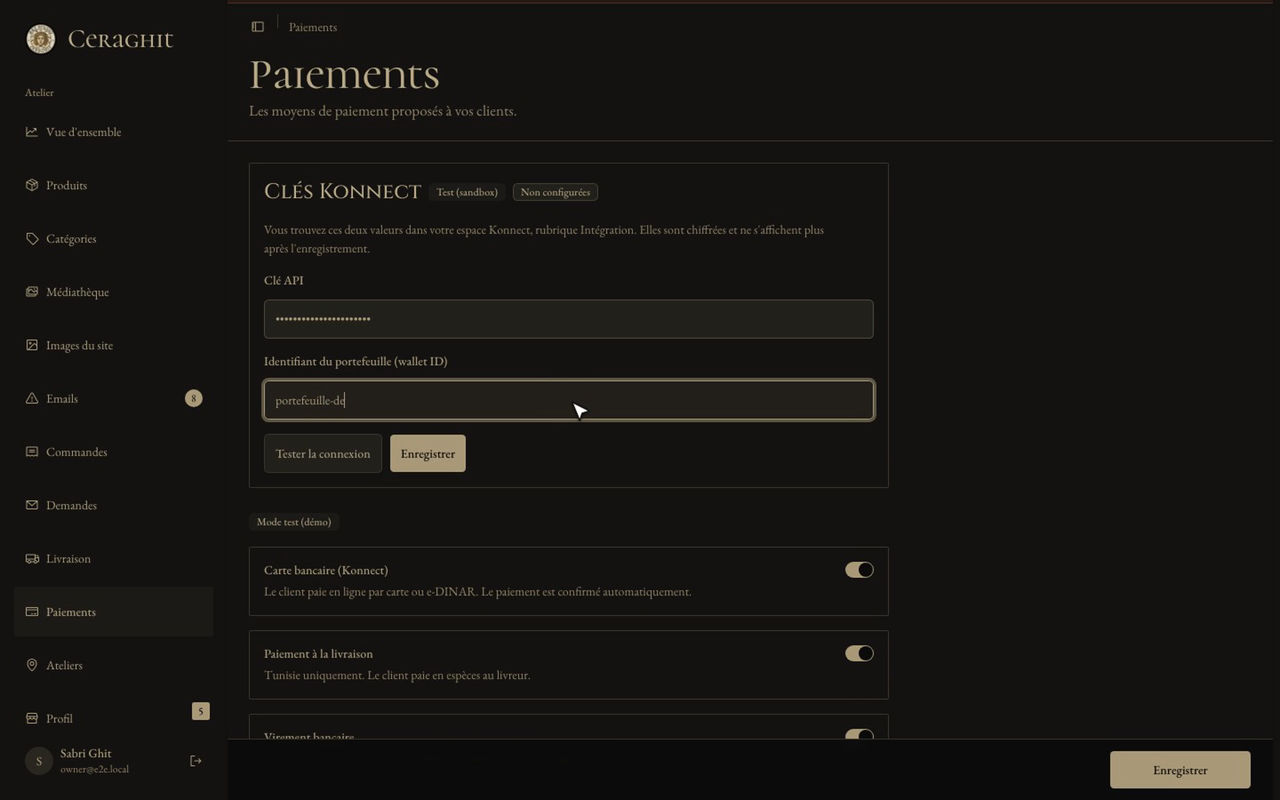 Ceraghit
Atelier
Vue d'ensemble
Produits
Catégories
Médiathèque
Images du site
Emails
8
Commandes
Demandes
Livraison
Paiements
Ateliers
Profil
5
S
Sabri Ghit
owner@e2e.local
Paiements
Paiements
Les moyens de paiement proposés à vos clients.
Clés Konnect
Test (sandbox)
Non configurées
Vous trouvez ces deux valeurs dans votre espace Konnect, rubrique Intégration. Elles sont chiffrées et ne s'affichent plus
après l'enregistrement.
Clé API
••••••••••••••••••••••
Identifiant du portefeuille (wallet ID)
portefeuille-de
Tester la connexion
Enregistrer
Mode test (démo)
Carte bancaire (Konnect)
Le client paie en ligne par carte ou e-DINAR. Le paiement est confirmé automatiquement.
Paiement à la livraison
Tunisie uniquement. Le client paie en espèces au livreur.
Virement bancaire
Enregistrer